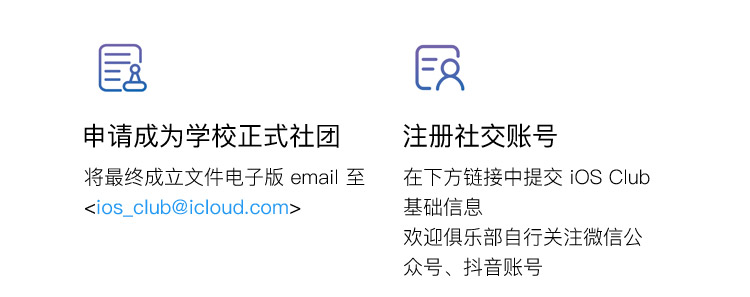 申请成为学校正式社团
将最终成立文件电子版 email 至
<ios_club@icloud.com>
注册社交账号
在下方链接中提交 iOS Club
基础信息
欢迎俱乐部自行关注微信公
众号、抖音账号